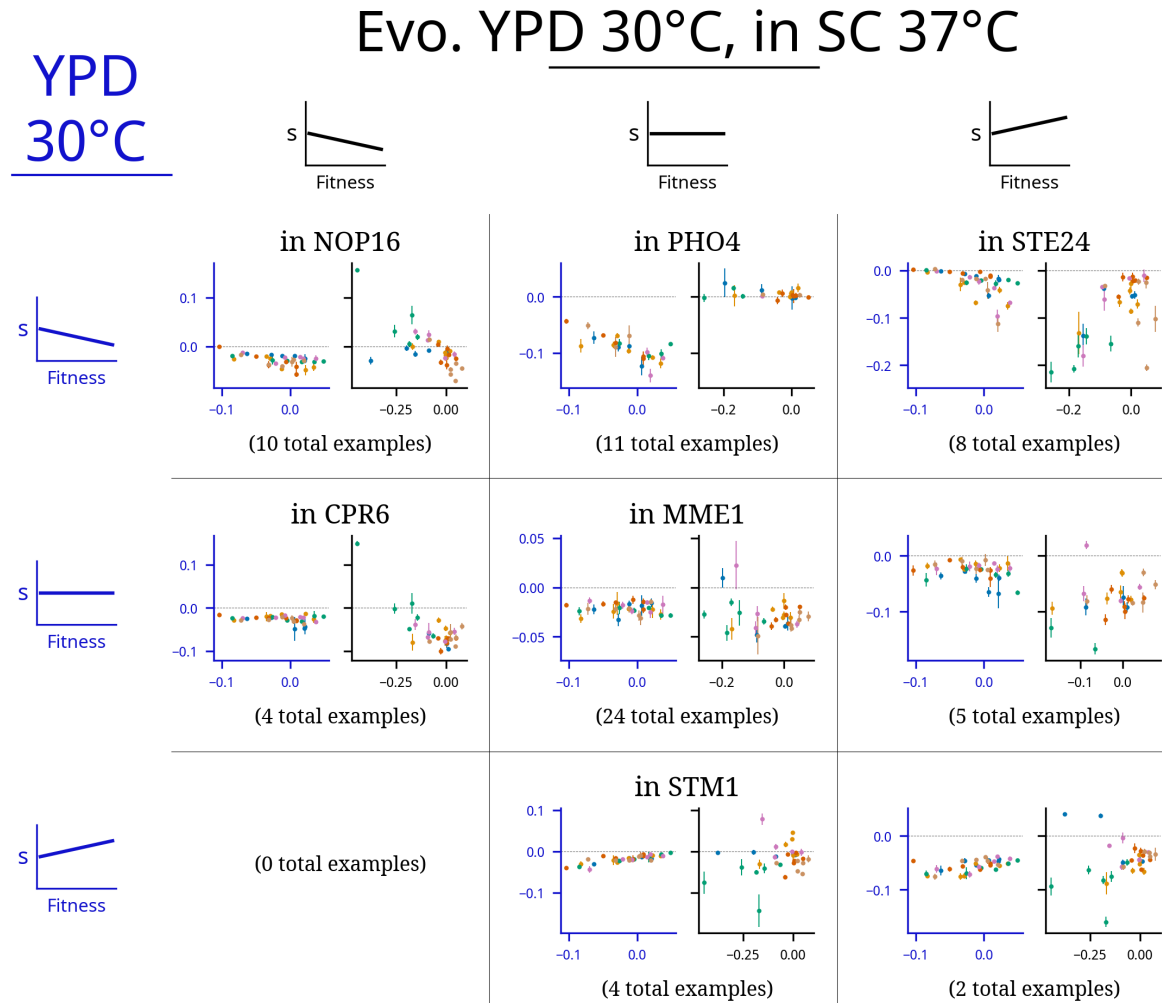 Evo. YPD 30°C, in SC 37°C
YPD
30°C
s
Fitness
s
Fitness
s
Fitness
in NOP16
in PHO4
in STE24
s
Fitness
0.1
0.0
−0.1
0.0
−0.25
0.00
0.0
−0.1
−0.1
0.0
−0.2
0.0
0.0
−0.1
−0.2
−0.1
0.0
−0.2
0.0
(10 total examples)
(11 total examples)
(8 total examples)
in CPR6
in MME1
s
Fitness
0.1
0.0
−0.1
−0.1
0.0
−0.25
0.00
0.05
0.00
−0.05
−0.1
0.0
−0.2
0.0
0.0
−0.1
−0.1
0.0
−0.1
0.0
(4 total examples)
(24 total examples)
(5 total examples)
in STM1
s
Fitness
(0 total examples)
0.1
0.0
−0.1
−0.1
0.0
−0.25
0.00
0.0
−0.1
−0.1
0.0
−0.25
0.00
(4 total examples)
(2 total examples)